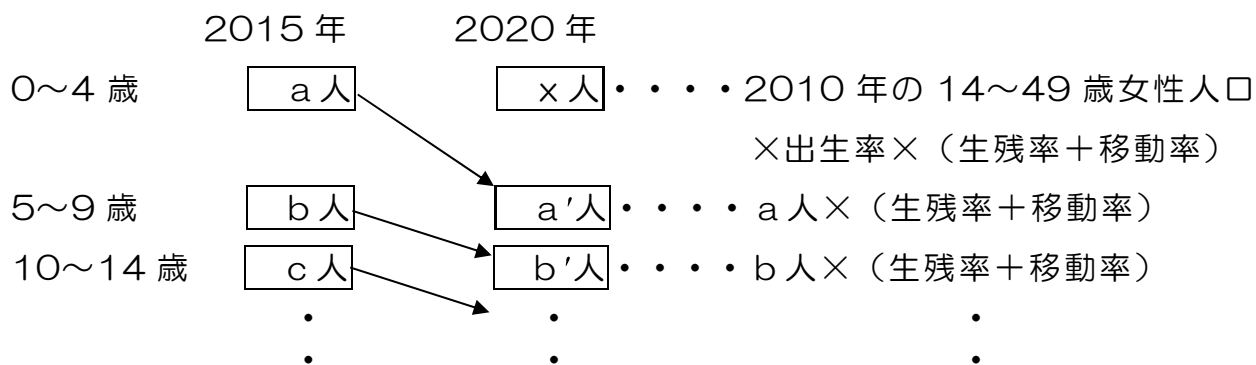 2015年 2020年
0～4歳 a人 x人・・・・2010年の14～49歳女性人口
×出生率×（生残率＋移動率）
5～9歳 b人 a′人・・・・a人×（生残率＋移動率）
10～14歳 c人 b′人・・・・b人×（生残率＋移動率）
・ ・ ・
・ ・ ・